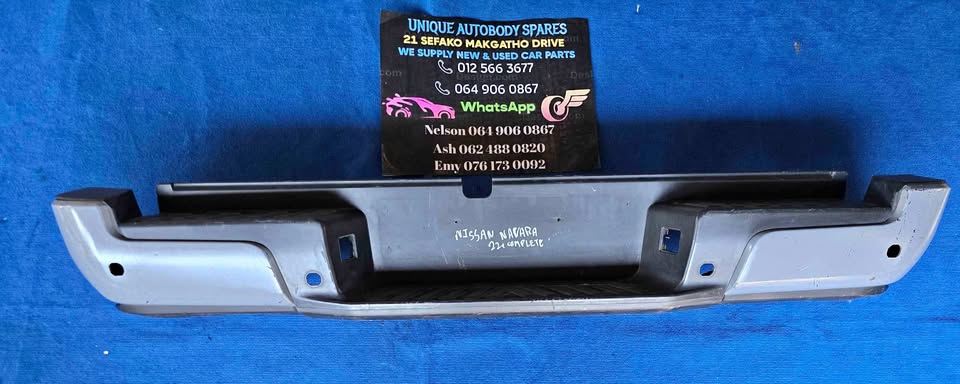 UNIQUE AUTOBODY SPARES
21 SEFAKO MAKGATHO DRIVE
WE SUPPLY NEW & USED CAR PARTS
012 566 3677
064 906 0867
WhatsApp
Nelson 064 906 0867
Ash 062 488 0820
Emy 076 173 0092
NISSAN NAVARA
COMPLETE